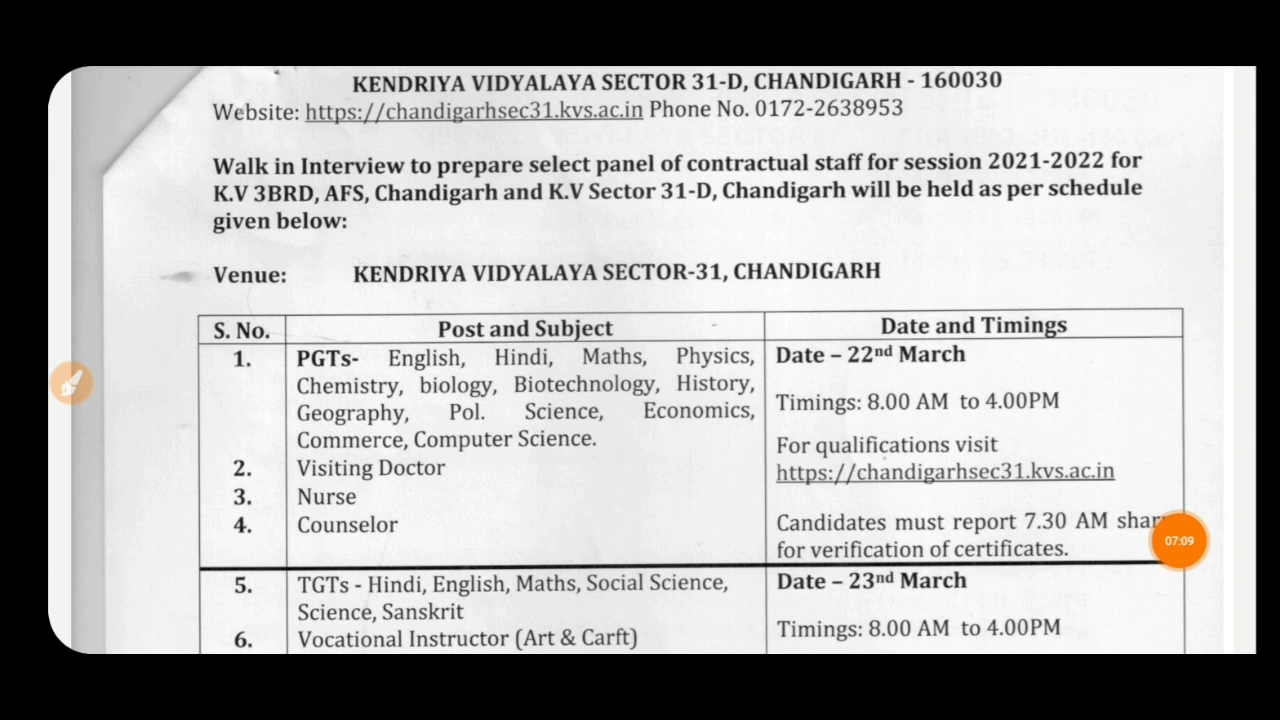 KENDRIYA VIDYALAYA SECTOR 31-D, CHANDIGARH - 160030
Website: https://chandigarhsec31.kvs.ac.in Phone No. 0172-2638953
Walk in Interview to prepare select panel of contractual staff for session 2021-2022 for
K.V 3BRD, AFS, Chandigarh and K.V Sector 31-D, Chandigarh will be held as per schedule
given below:
Venue: KENDRIYA VIDYALAYA SECTOR-31, CHANDIGARH
S. No. Post and Subject Date and Timings
1. PGTs- English, Hindi, Maths, Physics, Date – 22nd March
Chemistry, biology, Biotechnology, History,
Geography, Pol. Science, Economics, Timings: 8.00 AM to 4.00PM
Commerce, Computer Science. For qualifications visit
2. Visiting Doctor https://chandigarhsec31.kvs.ac.in
3. Nurse
4. Counselor Candidates must report 7.30 AM
for verification of certificates.
5. TGTs - Hindi, English, Maths, Social Science, Date – 23nd March
Science, Sanskrit
6. Vocational Instructor (Art & Carft) Timings: 8.00 AM to 4.00PM
07:09